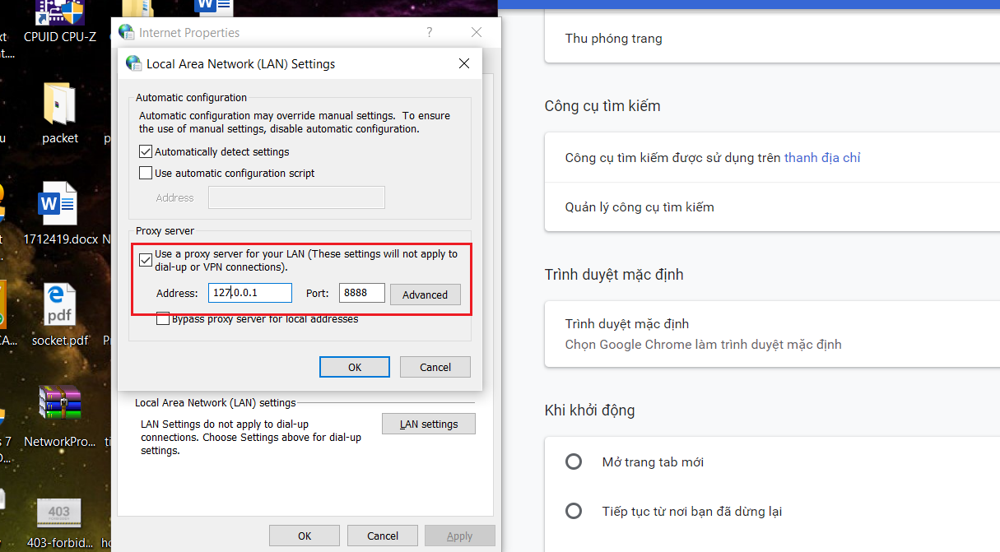 CPUID CPU-Z
xt
t....
u
packet
p
t
1712419.docx
N
CA...
socket.pdf
P
s 7
D...
NetworkPro...
ti
403
403-forbid...
ho
Internet Properties
Local Area Network (LAN) Settings
Automatic configuration
Automatic configuration may override manual settings. To ensure
the use of manual settings, disable automatic configuration.
Automatically detect settings
Use automatic configuration script
Address
Proxy server
Use a proxy server for your LAN (These settings will not apply to
dial-up or VPN connections).
Address: 127.0.0.1 Port: 8888 Advanced
Bypass proxy server for local addresses
OK Cancel
Local Area Network (LAN) settings
LAN Settings do not apply to dial-up
connections. Choose Settings above for dial-up
settings.
LAN settings
OK Cancel Apply
Thu phóng trang
Công cụ tìm kiếm
Công cụ tìm kiếm được sử dụng trên thanh địa chỉ
Quản lý công cụ tìm kiếm
Trình duyệt mặc định
Trình duyệt mặc định
Chọn Google Chrome làm trình duyệt mặc định
Khi khởi động
Mở trang tab mới
Tiếp tục từ nơi bạn đã dừng lại